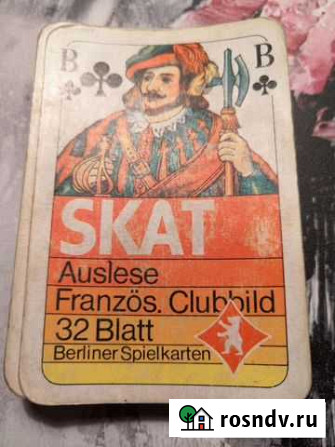 B B
SKAT
Auslese
Französ. Clubbild
32 Blatt
Berliner Spielkarten
rosndv.ru